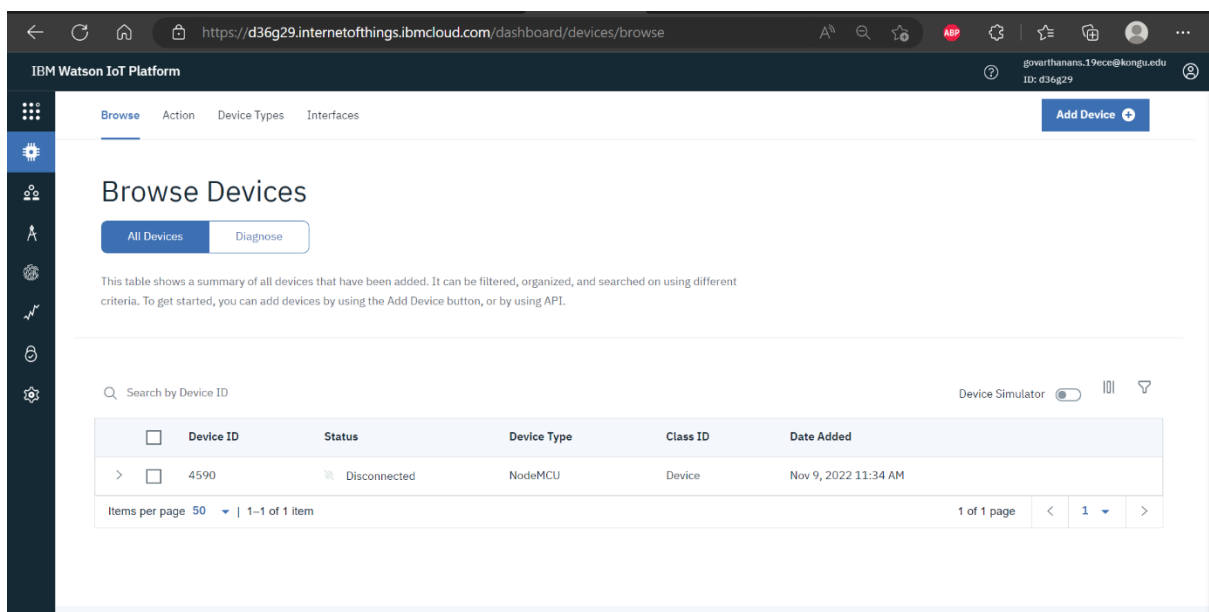 https://d36g29.internetofthings.ibmcloud.com/dashboard/devices/browse
ABP
IBM Watson IoT Platform
govarthanans.19ece@kongu.edu
ID: d36g29
Browse Action Device Types Interfaces
Add Device
Browse Devices
All Devices Diagnose
This table shows a summary of all devices that have been added. It can be filtered, organized, and searched on using different
criteria. To get started, you can add devices by using the Add Device button, or by using API.
Search by Device ID
Device Simulator
Device ID Status Device Type Class ID Date Added
4590 Disconnected NodeMCU Device Nov 9, 2022 11:34 AM
Items per page 50 | 1–1 of 1 item
1 of 1 page < 1 >